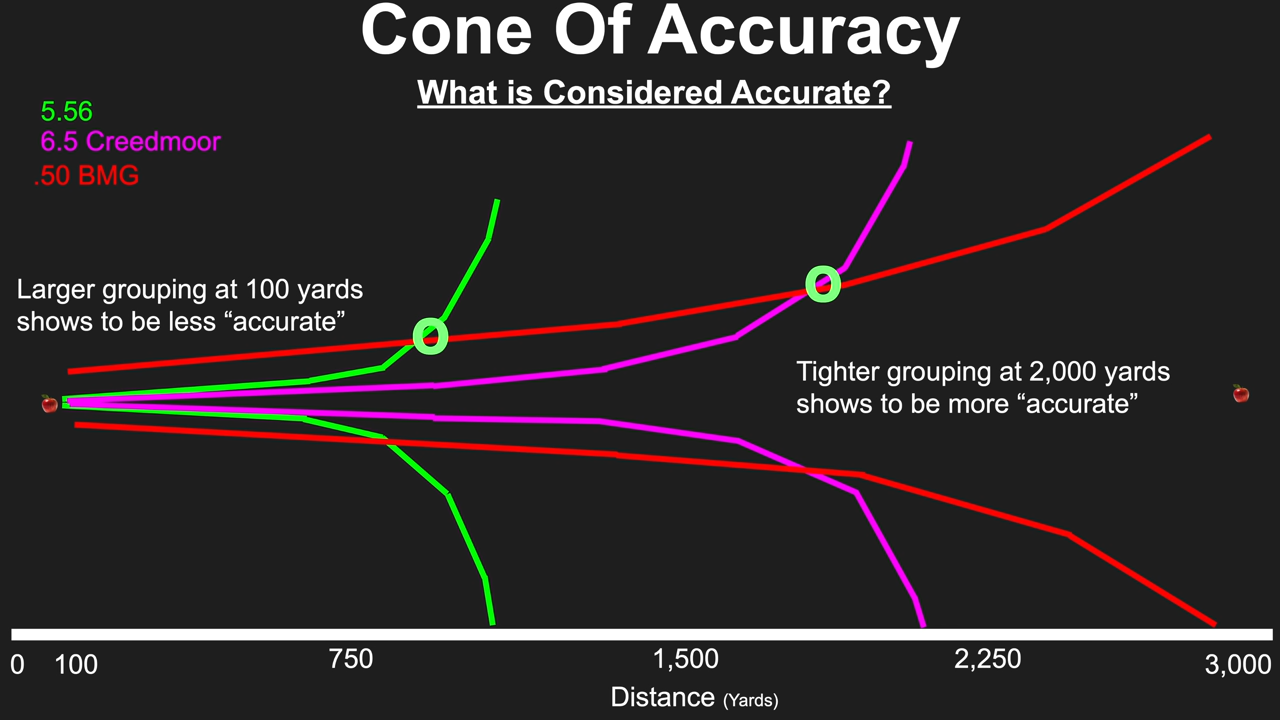 Cone Of Accuracy
What is Considered Accurate?
5.56
6.5 Creedmoor
.50 BMG
Larger grouping at 100 yards
shows to be less “accurate”
Tighter grouping at 2,000 yards
shows to be more “accurate”
0 100 750 1,500 2,250 3,000
Distance (Yards)